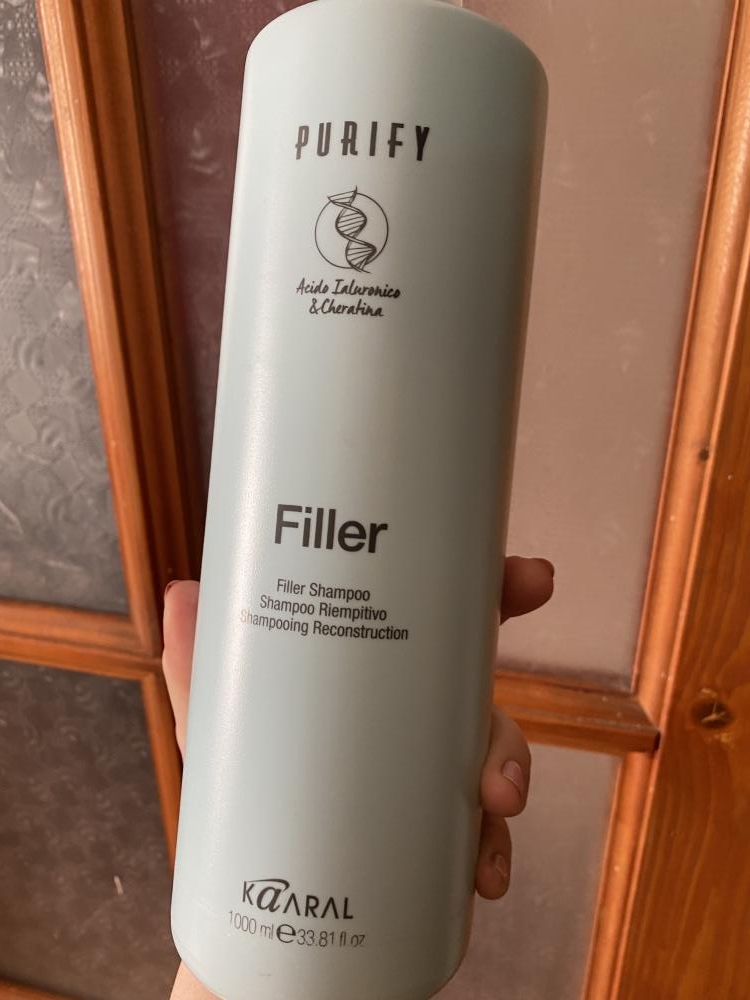 PURIFY
Acido Ialuronico
&Cheratina
Filler
Filler Shampoo
Shampoo Riempitivo
Shampooing Reconstruction
KAARAL
1000 ml e 33.81 fl oz